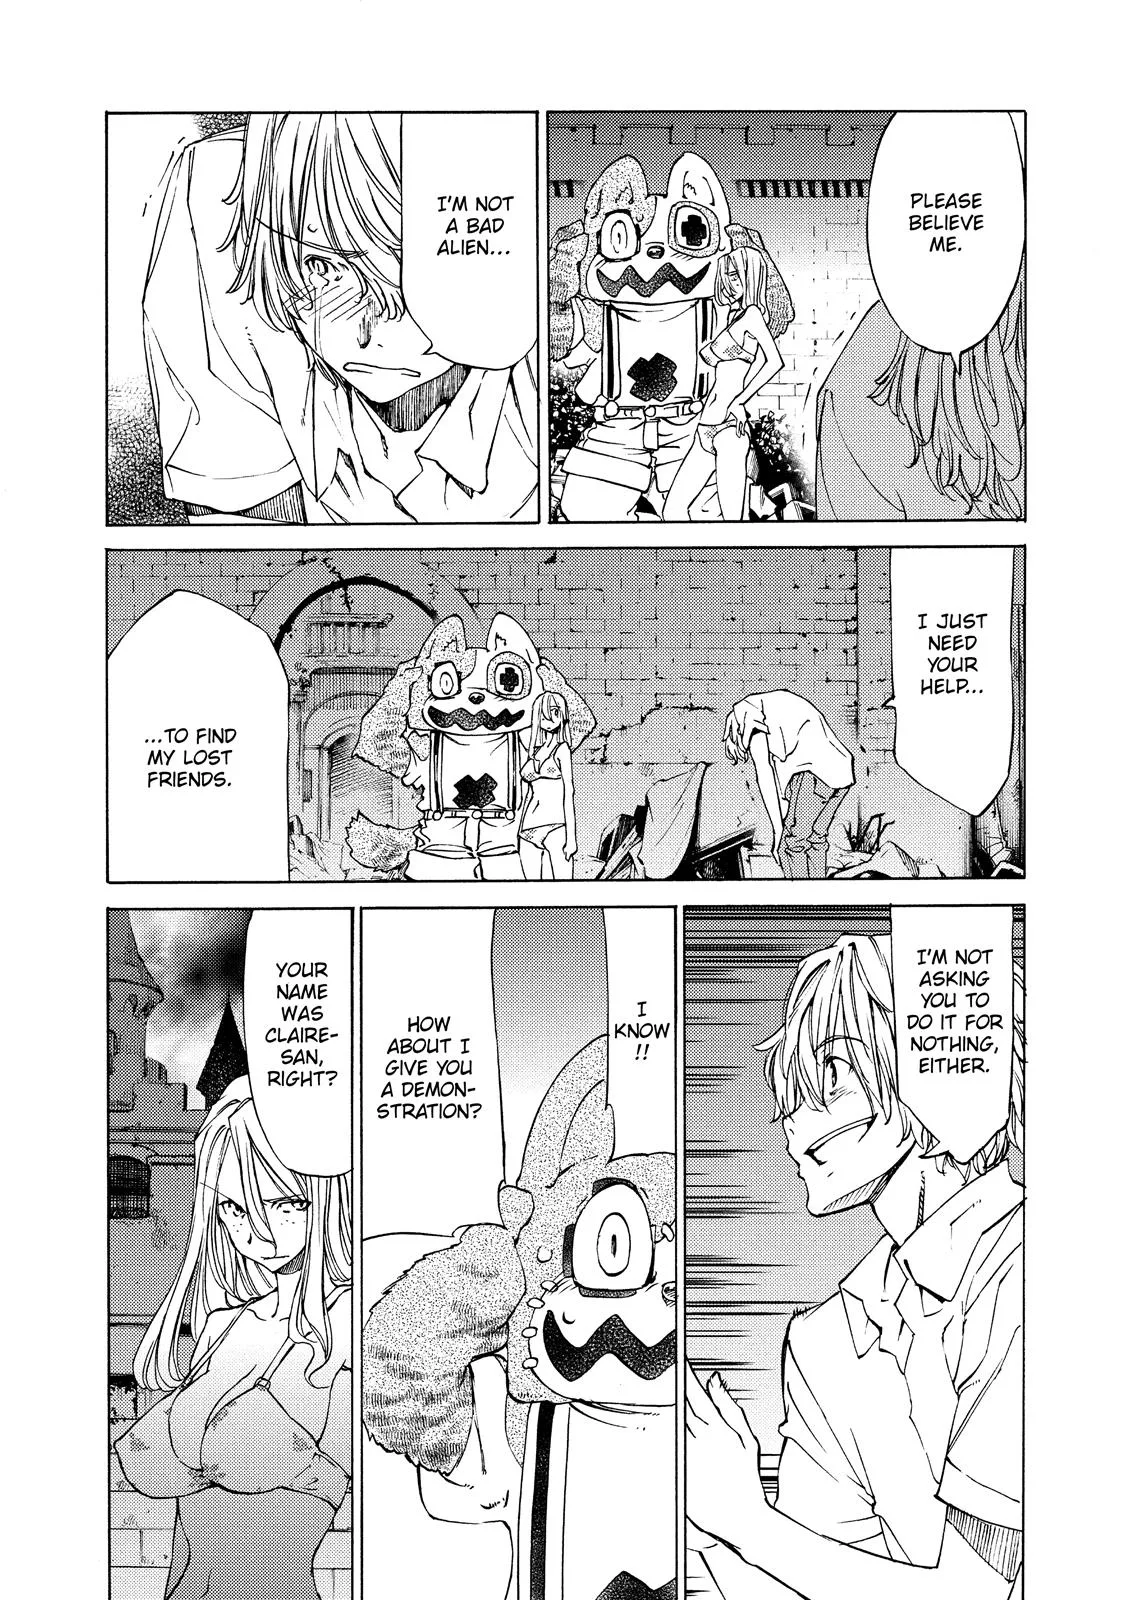 PLEASE
BELIEVE
ME.
I'M NOT
A BAD
ALIEN...
I JUST
NEED
YOUR
HELP...
...TO FIND
MY LOST
FRIENDS.
I'M NOT
ASKING
YOU TO
DO IT FOR
NOTHING,
EITHER.
I
KNOW
!!
HOW
ABOUT I
GIVE YOU
A DEMON-
STRATION?
YOUR
NAME
WAS
CLAIRE-
SAN,
RIGHT?